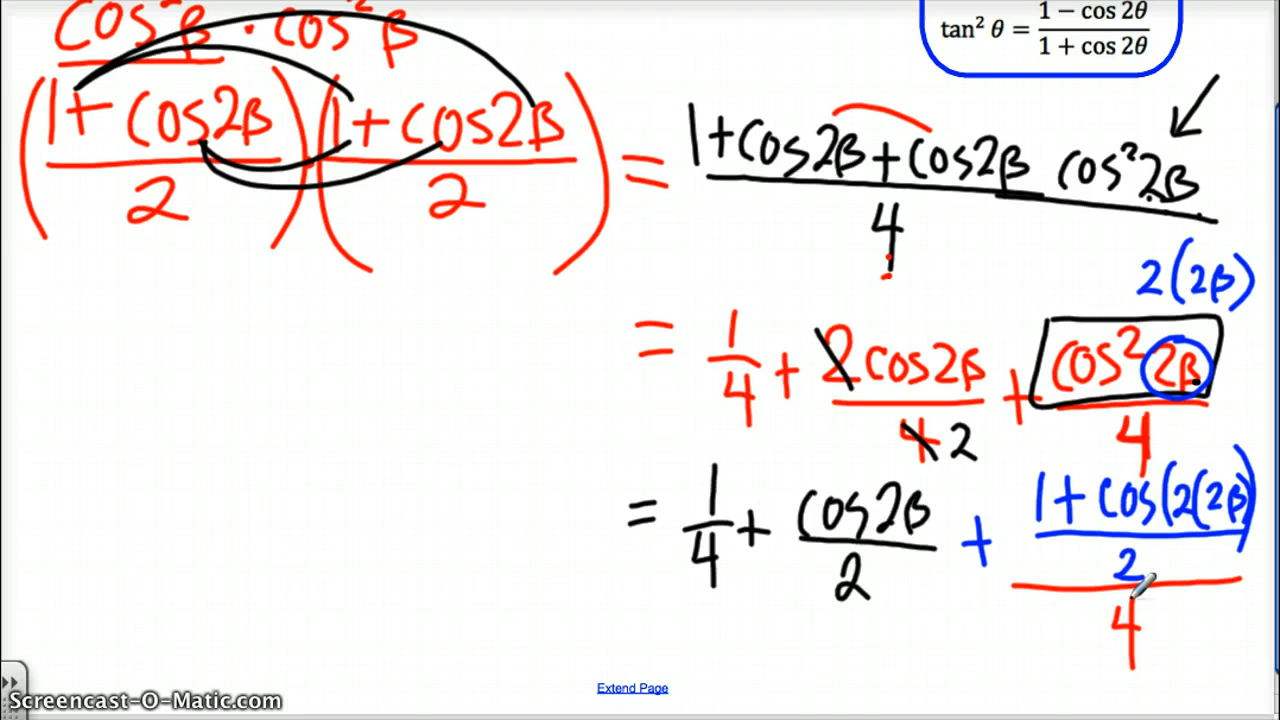 cos²β · cos²β
tan² θ = (1 − cos 2θ)/(1 + cos 2θ)
((1 + cos2β)/2)((1 + cos2β)/2) = (1+cos2β+cos2β cos²2β)/4
2(2β)
= 1/4 + 2cos2β/4 2 + cos²2β/4
= 1/4 + cos2β/2 + ((1 + cos(2(2β))/2)/4
Extend Page
Screencast-O-Matic.com